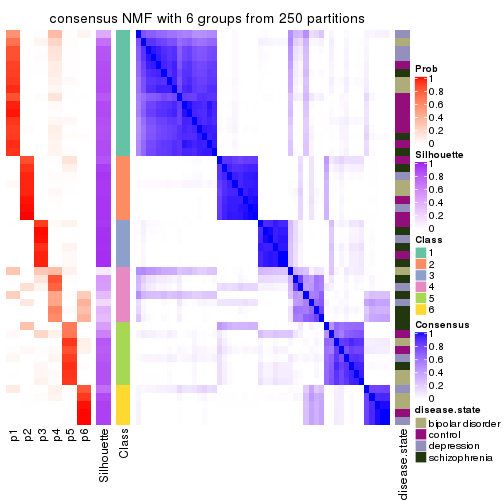 consensus NMF with 6 groups from 250 partitions
Prob
1
0.8
0.6
0.4
0.2
0
Silhouette
1
0.8
0.6
0.4
0.2
0
Class
1
2
3
4
5
6
Consensus
1
0.8
0.6
0.4
0.2
0
disease.state
bipolar disorder
control
depression
schizophrenia
p1
p2
p3
p4
p5
p6
Silhouette
Class
disease.state